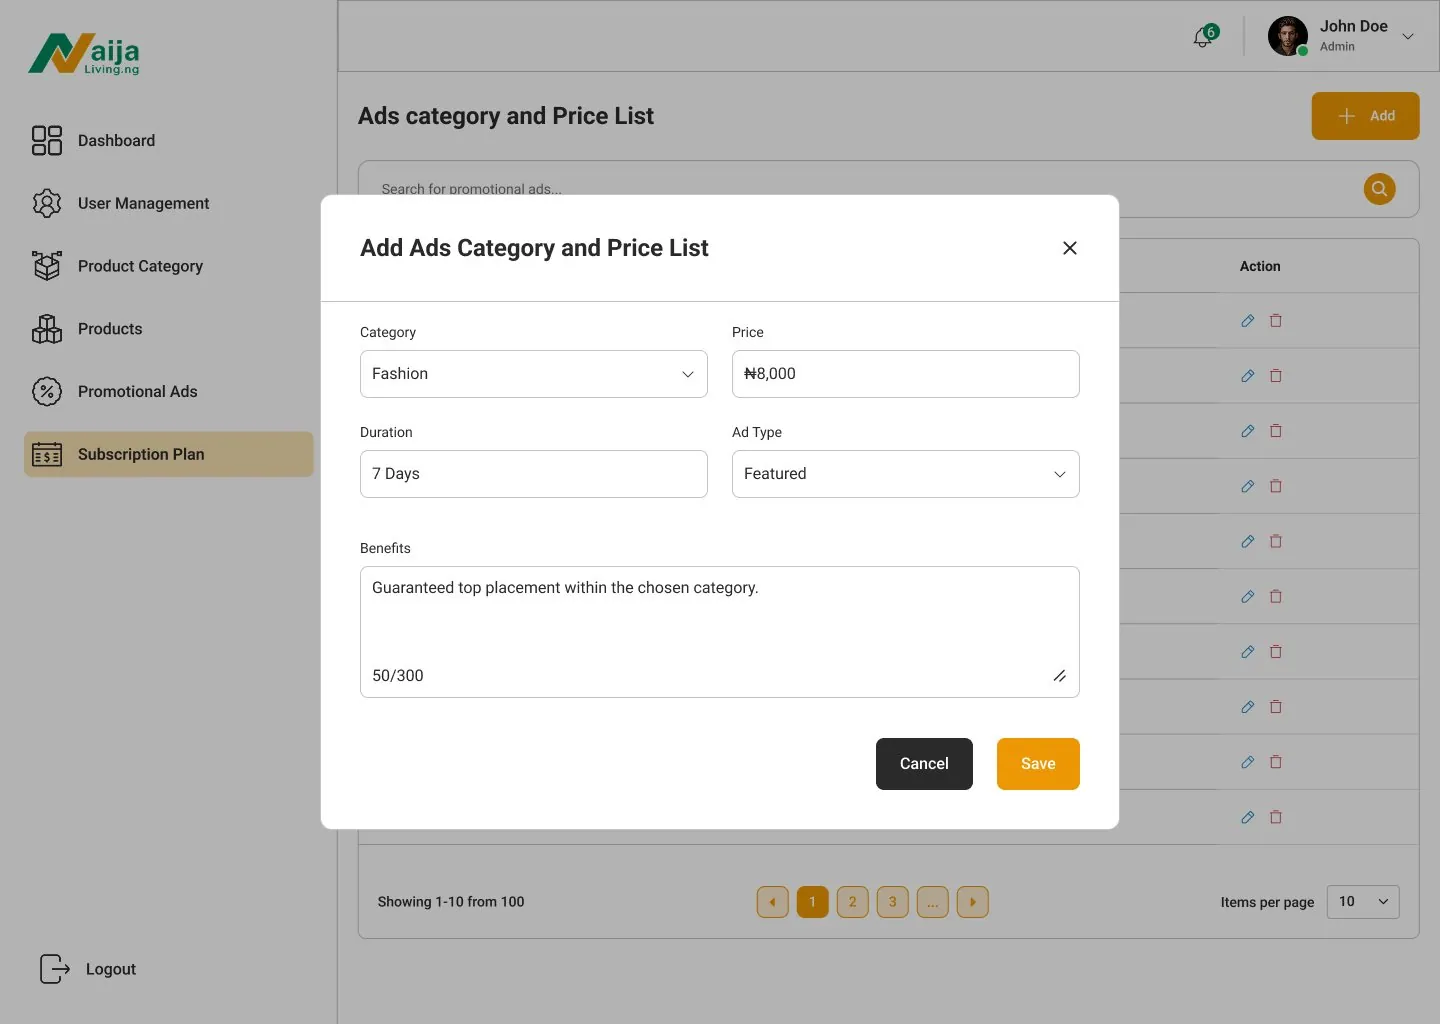 Naija
Living.ng
6
John Doe
Admin
Dashboard
User Management
Product Category
Products
Promotional Ads
Subscription Plan
Logout
Ads category and Price List
Add
Search for promotional ads...
Action
Add Ads Category and Price List
Category
Price
Fashion
₦8,000
Duration
Ad Type
7 Days
Featured
Benefits
Guaranteed top placement within the chosen category.
50/300
Cancel
Save
Showing 1-10 from 100
1
2
3
...
Items per page
10